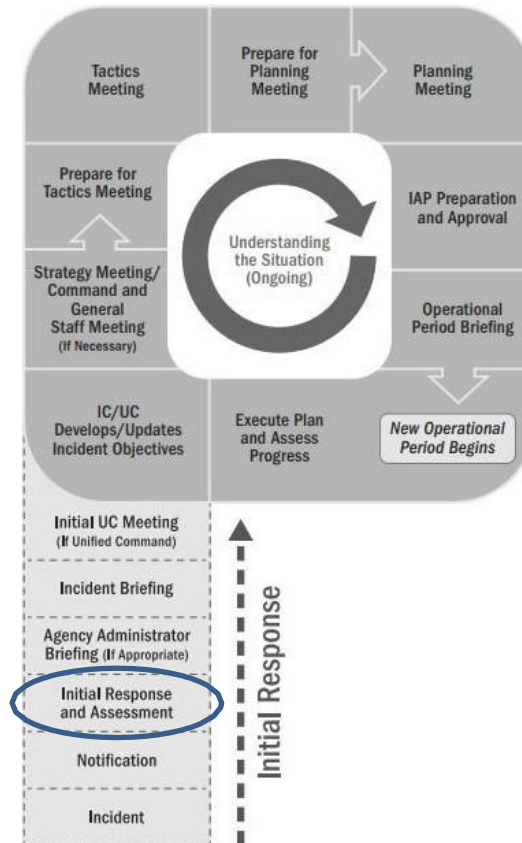 Tactics
Meeting
Prepare for
Planning
Meeting
Planning
Meeting
Prepare for
Tactics Meeting
Understanding
the Situation
(Ongoing)
IAP Preparation
and Approval
Strategy Meeting/
Command and
General
Staff Meeting
(If Necessary)
Operational
Period Briefing
IC/UC
Develops/Updates
Incident Objectives
Execute Plan
and Assess
Progress
New Operational
Period Begins
Initial UC Meeting
(If Unified Command)
Incident Briefing
Agency Administrator
Briefing (If Appropriate)
Initial Response
and Assessment
Notification
Incident
Initial Response